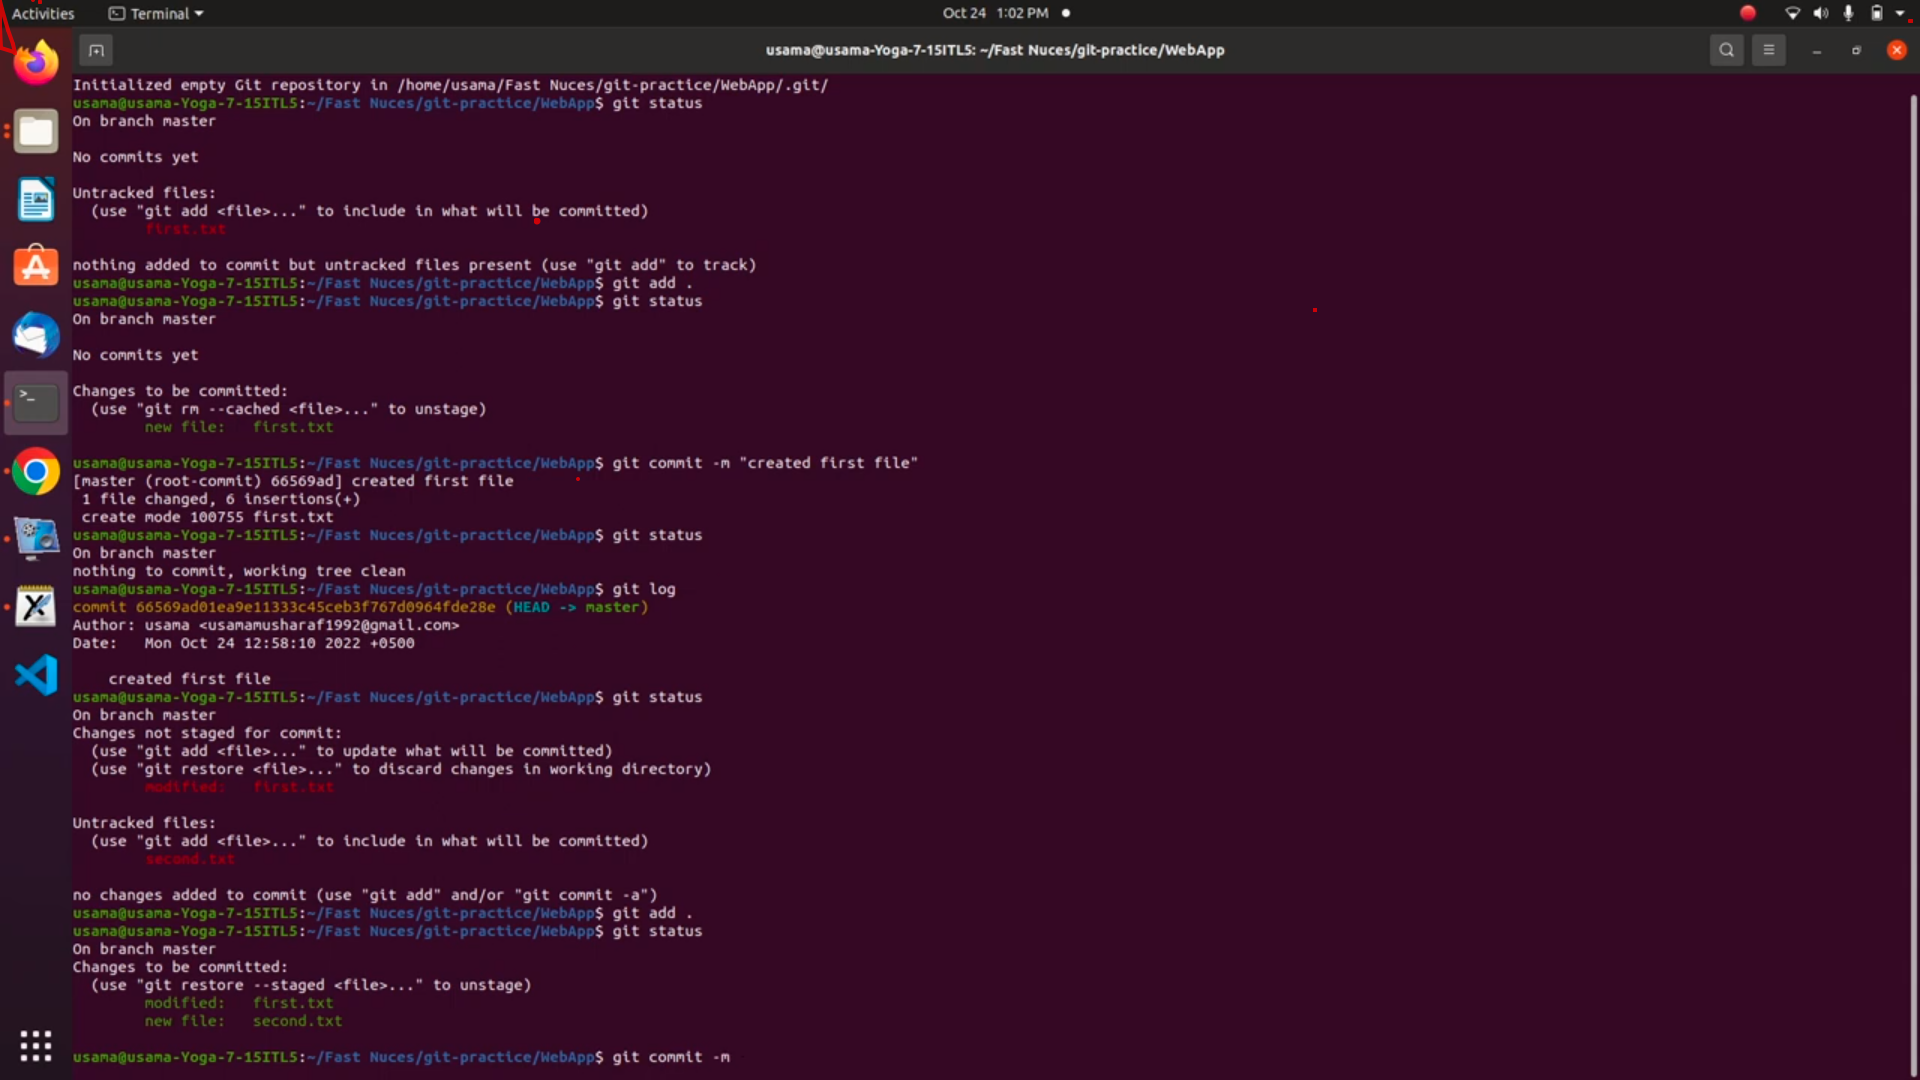 Activities
Terminal
Oct 24 1:02 PM
usama@usama-Yoga-7-15ITL5: ~/Fast Nuces/git-practice/WebApp
Initialized empty Git repository in /home/usama/Fast Nuces/git-practice/WebApp/.git/
usama@usama-Yoga-7-15ITL5:~/Fast Nuces/git-practice/WebApp$ git status
On branch master
No commits yet
Untracked files:
(use "git add <file>..." to include in what will be committed)
first.txt
nothing added to commit but untracked files present (use "git add" to track)
usama@usama-Yoga-7-15ITL5:~/Fast Nuces/git-practice/WebApp$ git add .
usama@usama-Yoga-7-15ITL5:~/Fast Nuces/git-practice/WebApp$ git status
On branch master
No commits yet
Changes to be committed:
(use "git rm --cached <file>..." to unstage)
new file:   first.txt
usama@usama-Yoga-7-15ITL5:~/Fast Nuces/git-practice/WebApp$ git commit -m "created first file"
[master (root-commit) 66569ad] created first file
1 file changed, 6 insertions(+)
create mode 100755 first.txt
usama@usama-Yoga-7-15ITL5:~/Fast Nuces/git-practice/WebApp$ git status
On branch master
nothing to commit, working tree clean
usama@usama-Yoga-7-15ITL5:~/Fast Nuces/git-practice/WebApp$ git log
commit 66569ad01ea9e11333c45ceb3f767d0964fde28e (HEAD -> master)
Author: usama <usamamusharaf1992@gmail.com>
Date:   Mon Oct 24 12:58:10 2022 +0500
created first file
usama@usama-Yoga-7-15ITL5:~/Fast Nuces/git-practice/WebApp$ git status
On branch master
Changes not staged for commit:
(use "git add <file>..." to update what will be committed)
(use "git restore <file>..." to discard changes in working directory)
modified:   first.txt
Untracked files:
(use "git add <file>..." to include in what will be committed)
second.txt
no changes added to commit (use "git add" and/or "git commit -a")
usama@usama-Yoga-7-15ITL5:~/Fast Nuces/git-practice/WebApp$ git add .
usama@usama-Yoga-7-15ITL5:~/Fast Nuces/git-practice/WebApp$ git status
On branch master
Changes to be committed:
(use "git restore --staged <file>..." to unstage)
modified:   first.txt
new file:   second.txt
usama@usama-Yoga-7-15ITL5:~/Fast Nuces/git-practice/WebApp$ git commit -m